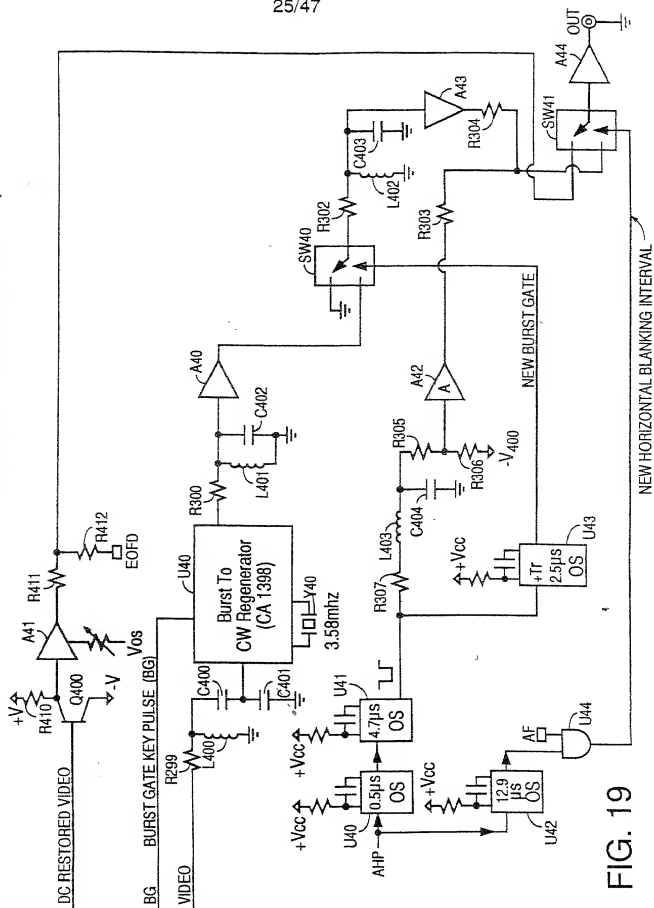 25/47
DC RESTORED VIDEO
+V
R410
Q400
-V
A41
Vos
R411
R412
EOFD
BG
BURST GATE KEY PULSE (BG)
VIDEO
R299
L400
C400
C401
U40
Burst To
CW Regenerator
(CA 1398)
Y40
3.58mhz
R300
L401
C402
A40
SW40
R302
L402
C403
A43
R304
R303
A42
A
SW41
A44
OUT
AHP
+Vcc
0.5µs
OS
U40
+Vcc
4.7µs
OS
U41
+Vcc
12.9
µs
OS
U42
AF
U44
R307
L403
C404
R305
R306
-V400
+Vcc
+Tr
2.5µs
OS
U43
NEW BURST GATE
NEW HORIZONTAL BLANKING INTERVAL
FIG. 19